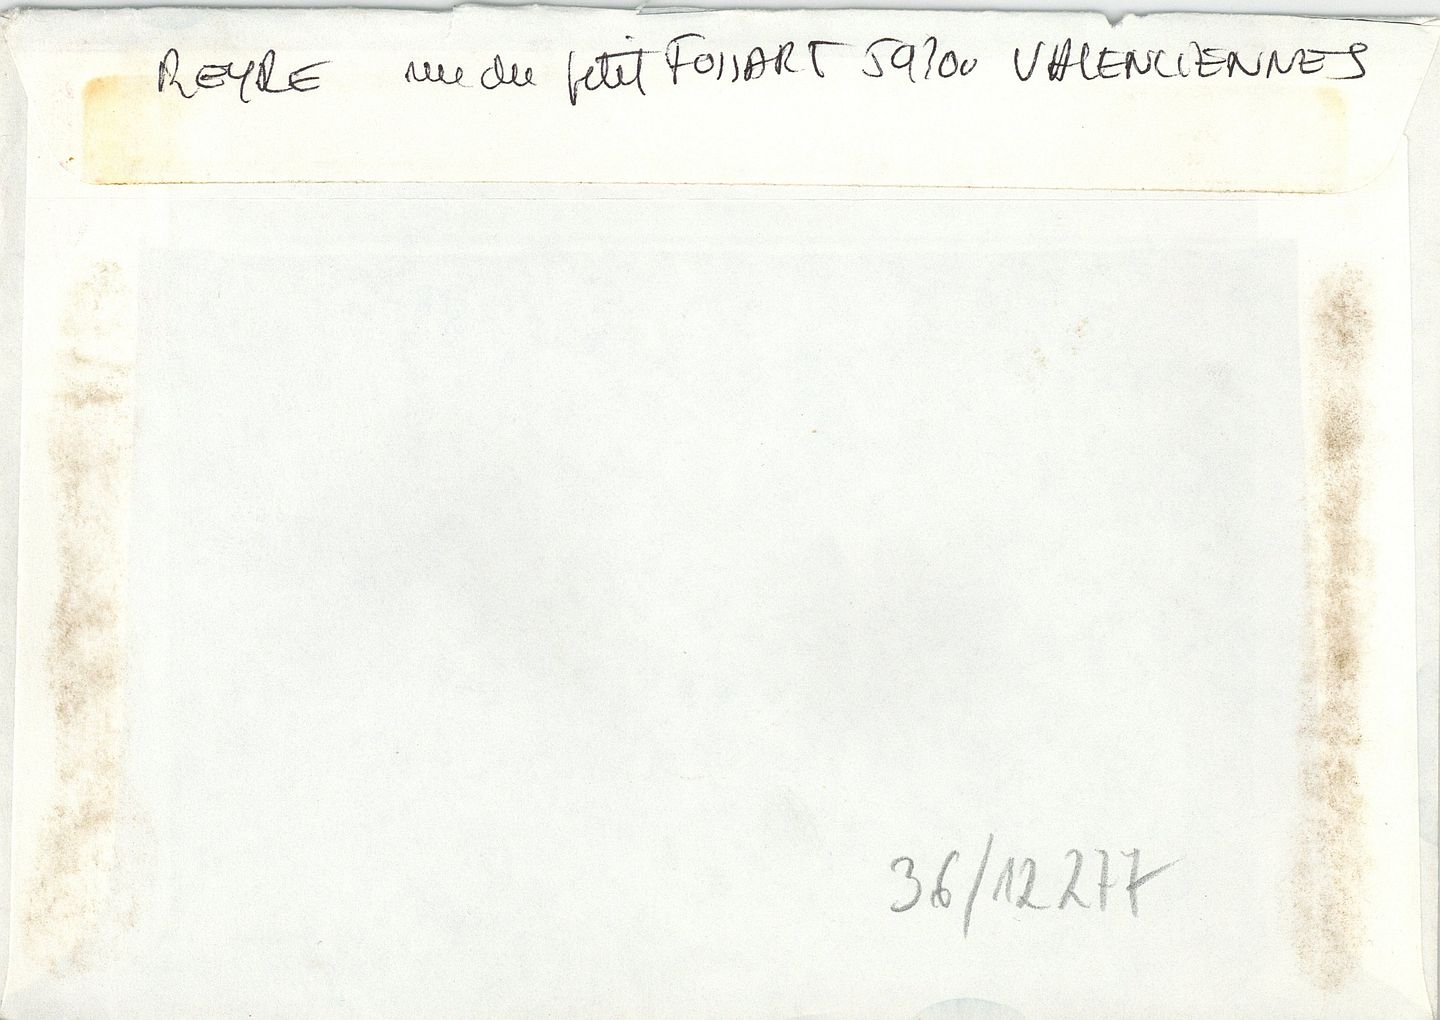 REYRE rue du petit FOSSART 59300 VALENCIENNES
36/12277